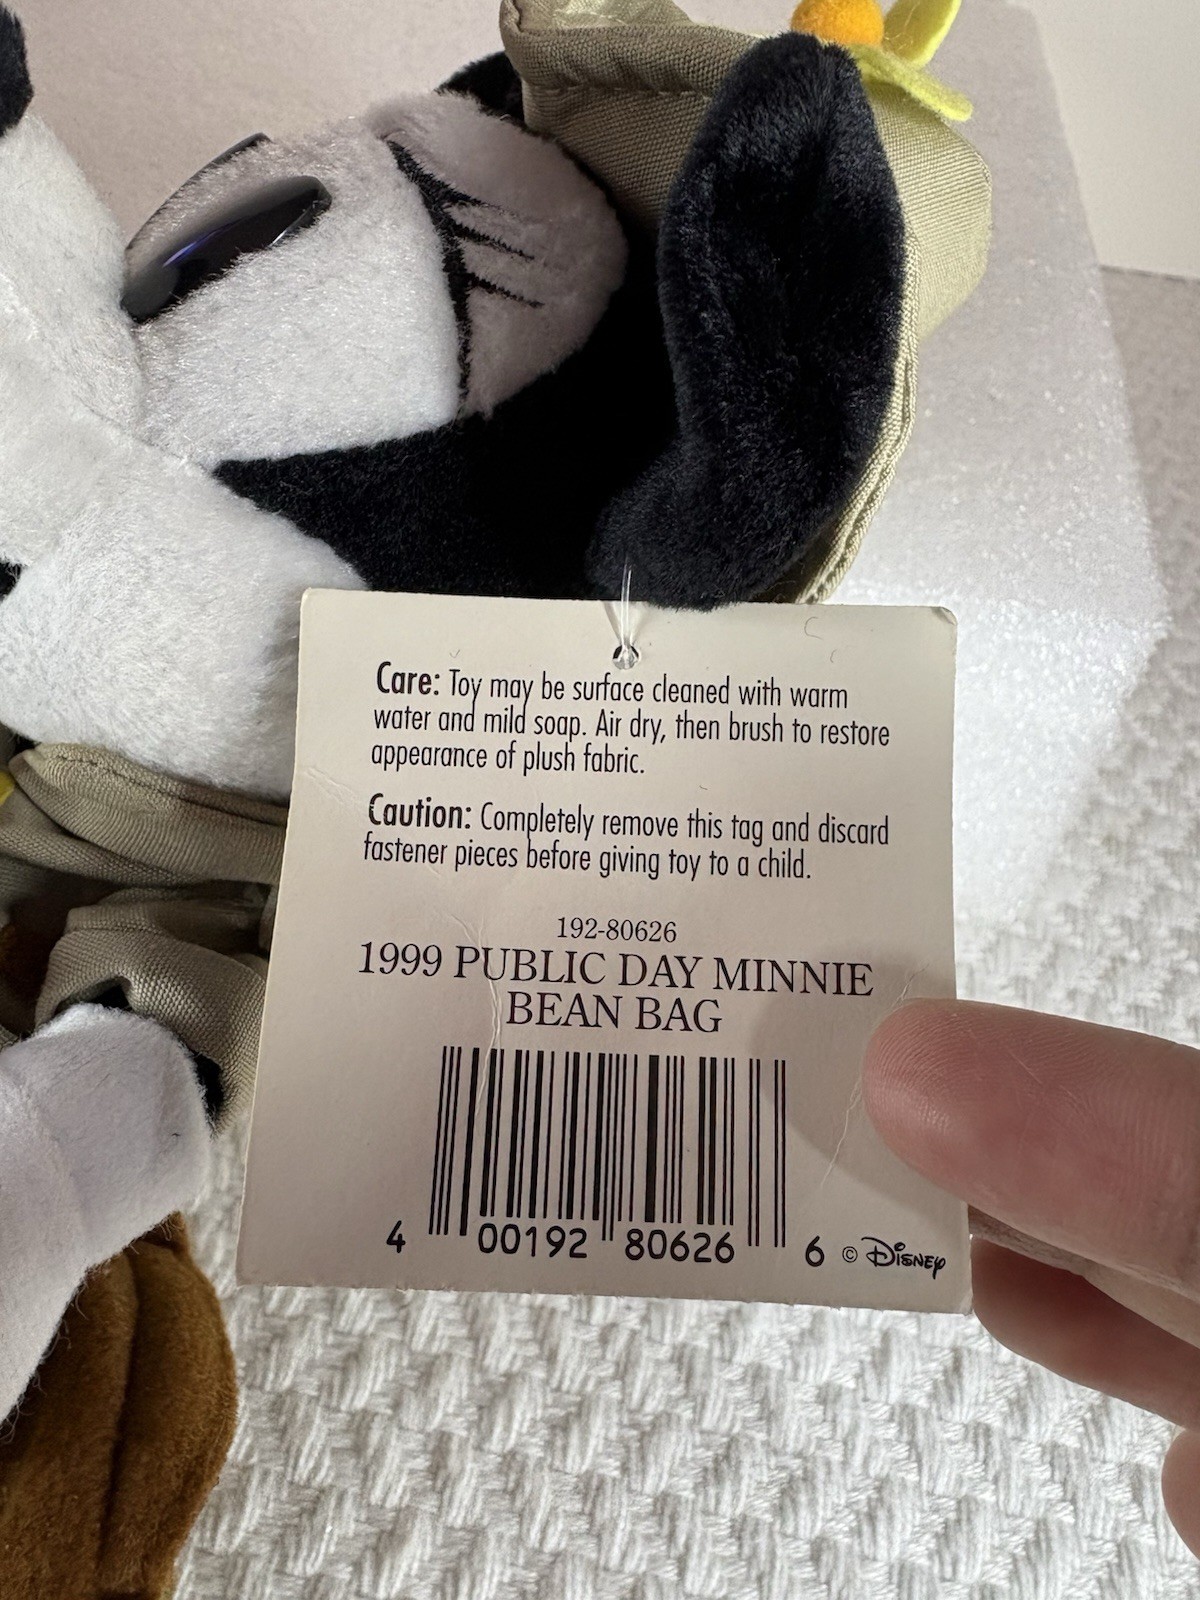 Care: Toy may be surface cleaned with warm
water and mild soap. Air dry, then brush to restore
appearance of plush fabric.
Caution: Completely remove this tag and discard
fastener pieces before giving toy to a child.
192-80626
1999 PUBLIC DAY MINNIE
BEAN BAG
4 00192 80626 6 © Disney